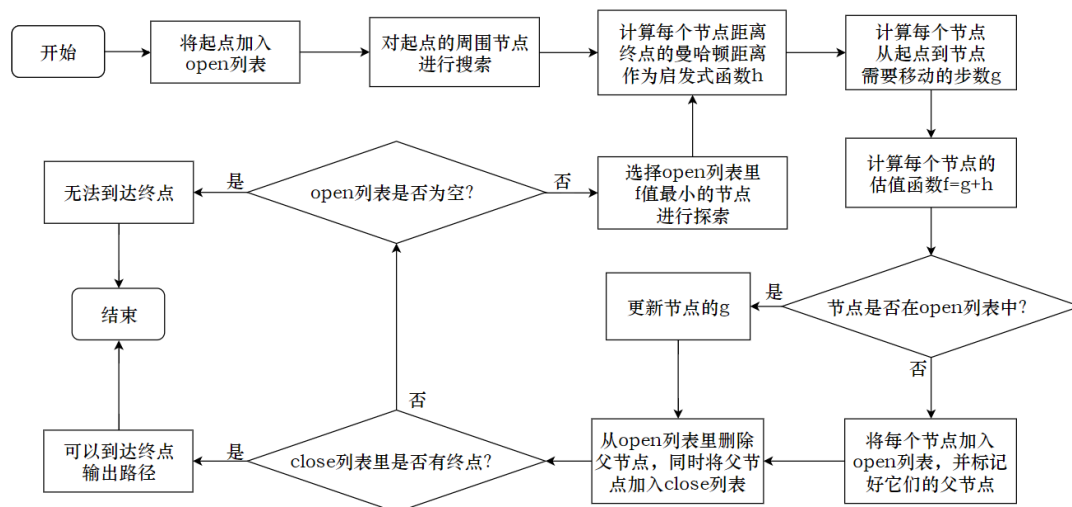 开始
将起点加入
open列表
对起点的周围节点
进行搜索
计算每个节点距离
终点的曼哈顿距离
作为启发式函数h
计算每个节点
从起点到节点
需要移动的步数g
无法到达终点
是
open列表是否为空?
否
选择open列表里
f值最小的节点
进行探索
计算每个节点的
估值函数f=g+h
结束
更新节点的g
是
节点是否在open列表中?
否
否
可以到达终点
输出路径
是
close列表里是否有终点?
从open列表里删除
父节点，同时将父节
点加入close列表
将每个节点加入
open列表，并标记
好它们的父节点